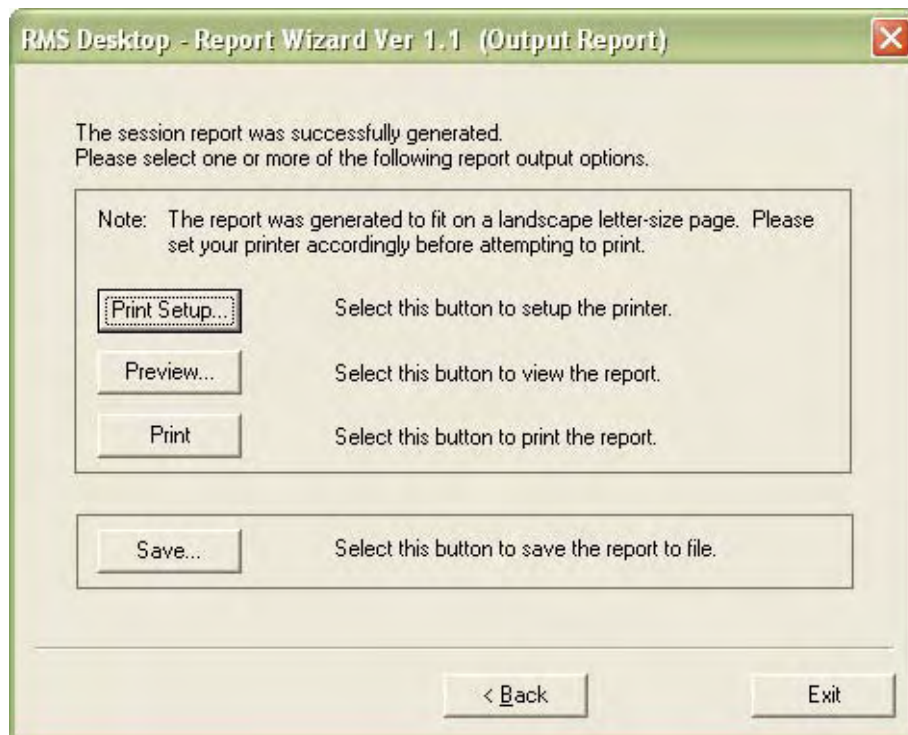 RMS Desktop - Report Wizard Ver 1.1 (Output Report)
The session report was successfully generated.
Please select one or more of the following report output options.
Note: The report was generated to fit on a landscape letter-size page. Please
set your printer accordingly before attempting to print.
Print Setup... Select this button to setup the printer.
Preview... Select this button to view the report.
Print Select this button to print the report.
Save... Select this button to save the report to file.
< Back Exit